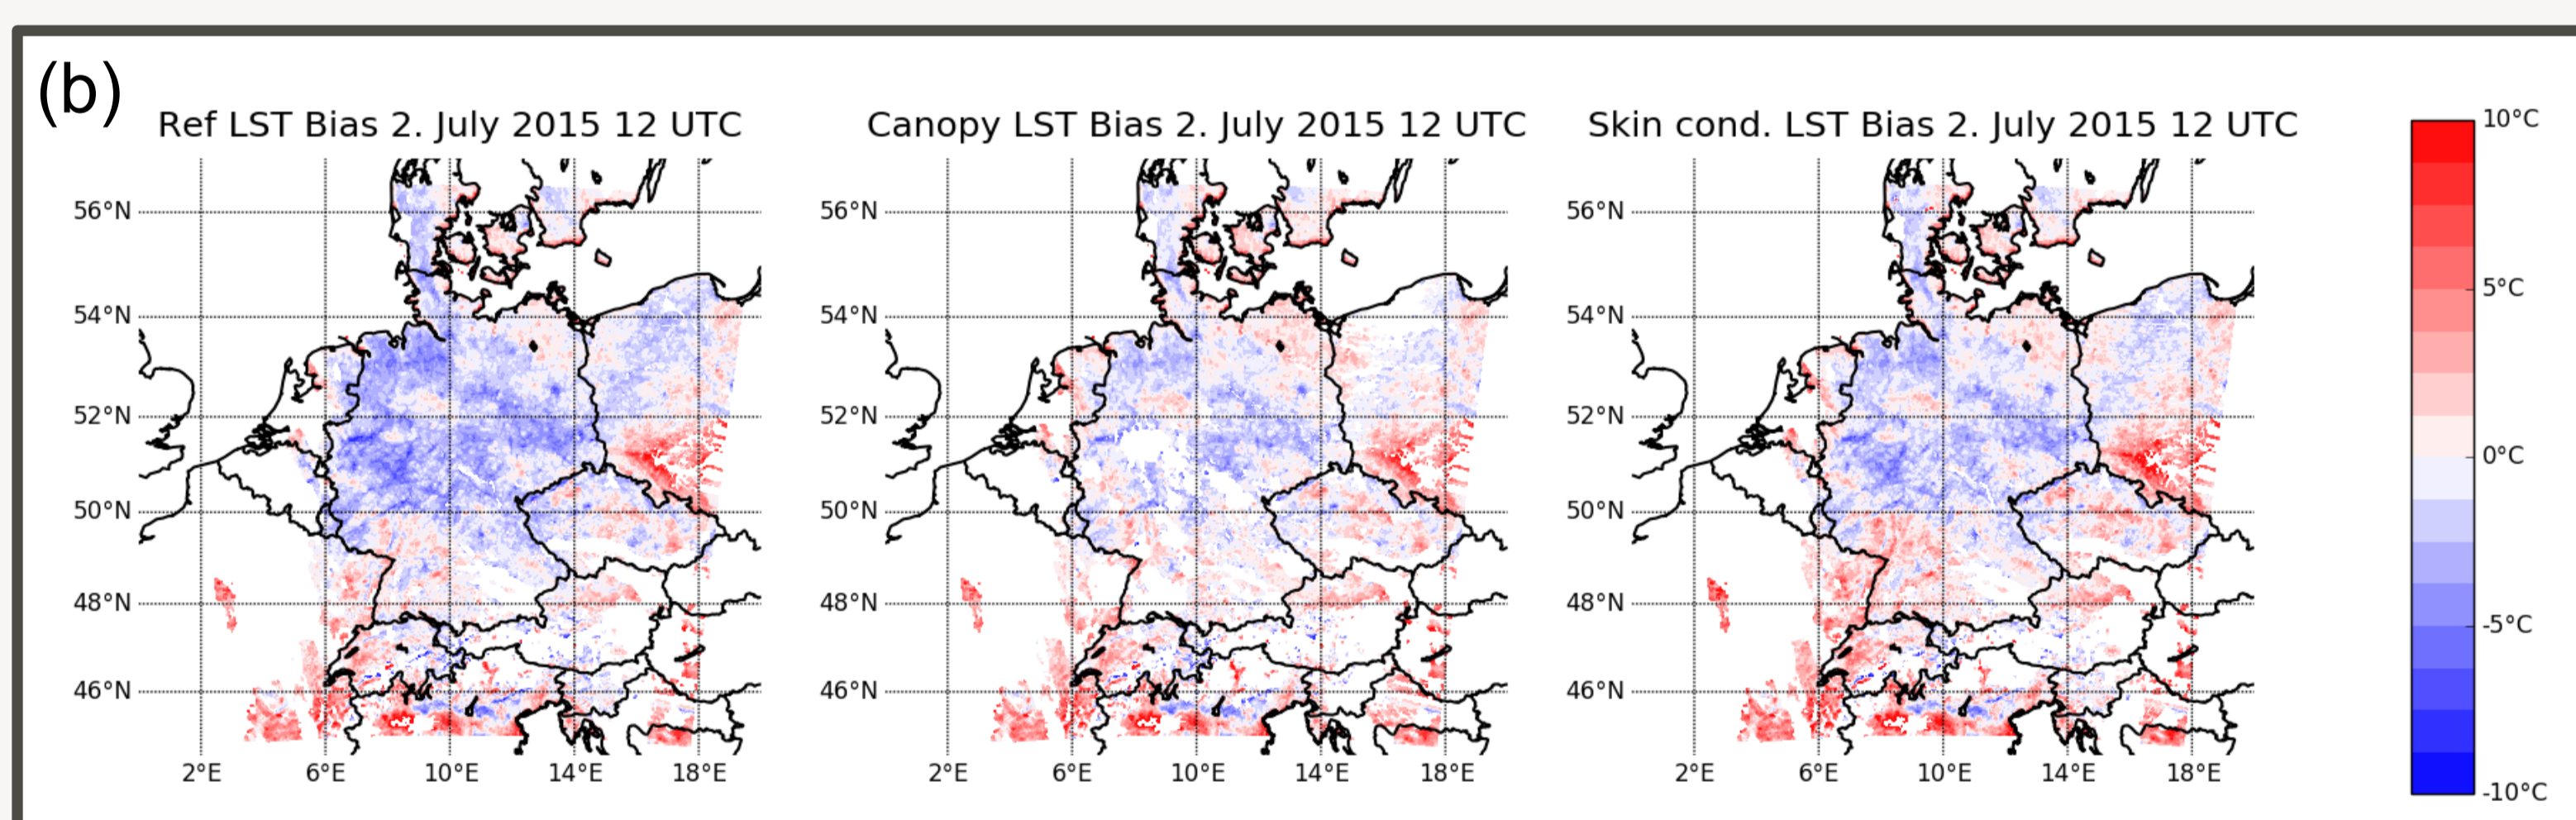 (b)
Ref LST Bias 2. July 2015 12 UTC
56°N
54°N
52°N
50°N
48°N
46°N
2°E 6°E 10°E 14°E 18°E
Canopy LST Bias 2. July 2015 12 UTC
56°N
54°N
52°N
50°N
48°N
46°N
2°E 6°E 10°E 14°E 18°E
Skin cond. LST Bias 2. July 2015 12 UTC
56°N
54°N
52°N
50°N
48°N
46°N
2°E 6°E 10°E 14°E 18°E
10°C
5°C
0°C
-5°C
-10°C